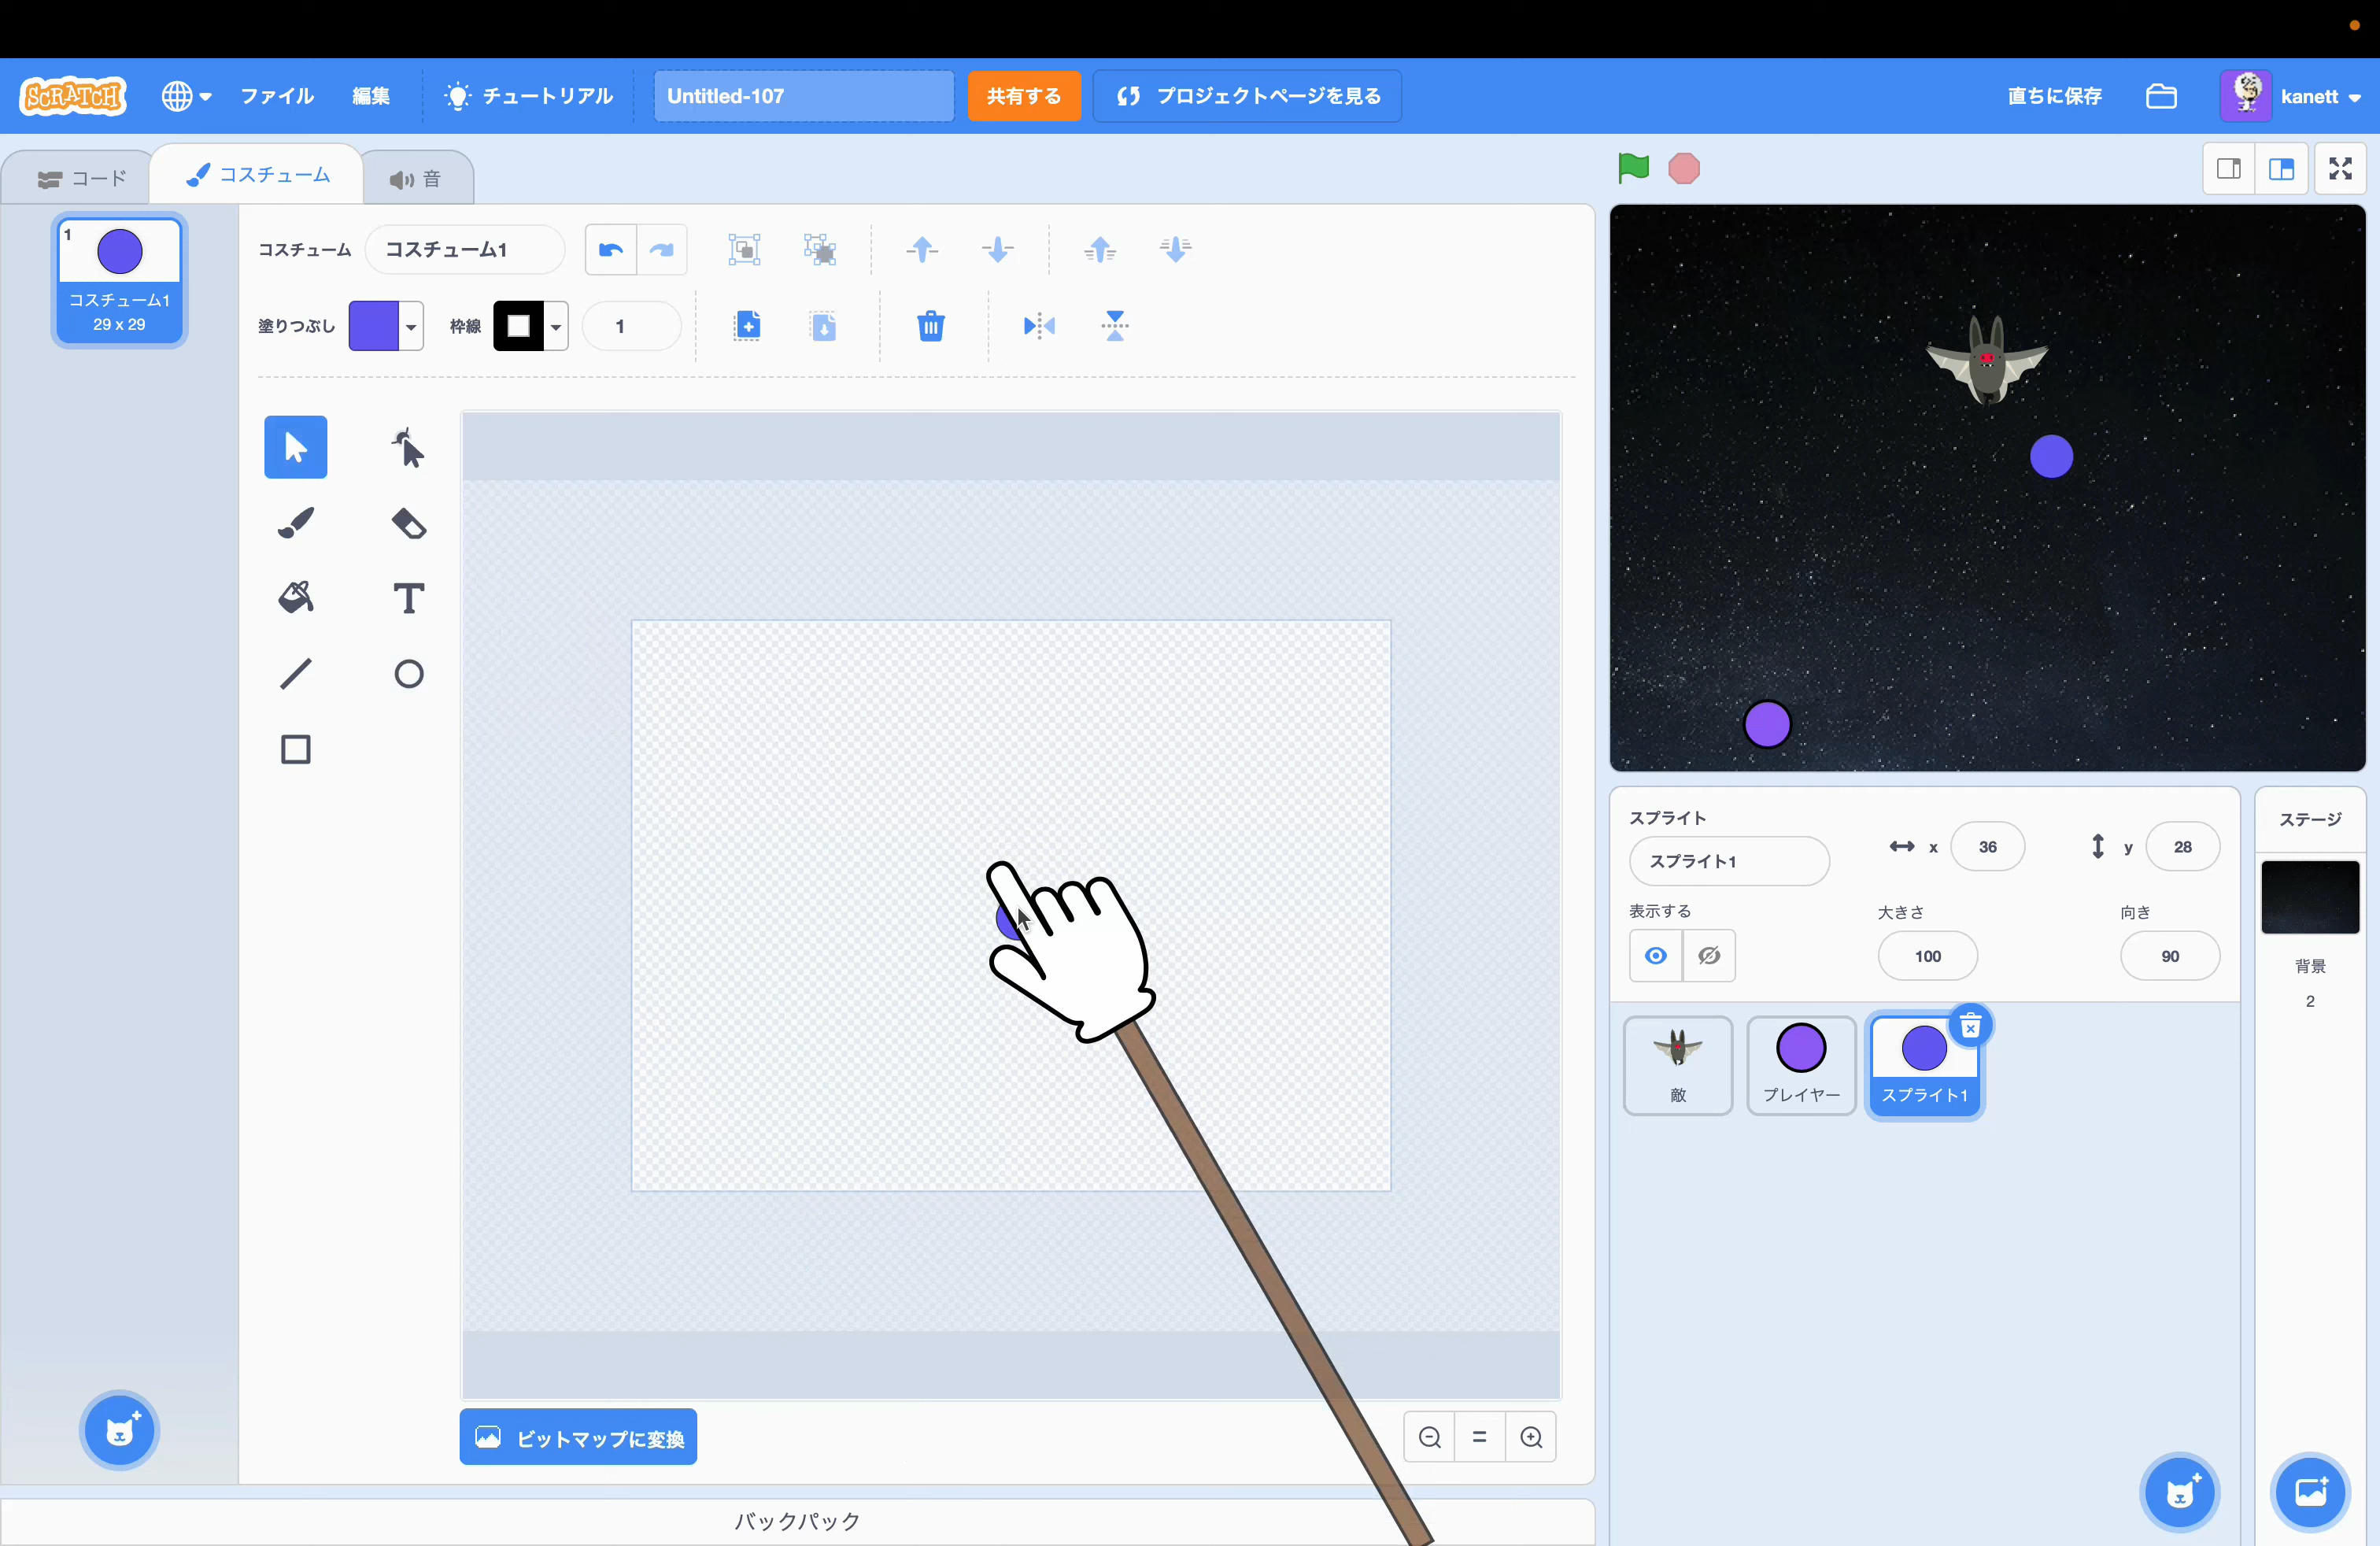 SCRATCH
ファイル
編集
チュートリアル
Untitled-107
共有する
プロジェクトページを見る
直ちに保存
kanett
コード
コスチューム
音
1
コスチューム1
29 x 29
コスチューム
コスチューム1
塗りつぶし
枠線
1
T
ビットマップに変換
バックパック
スプライト
スプライト1
x
36
y
28
表示する
大きさ
100
向き
90
敵
プレイヤー
スプライト1
ステージ
背景
2